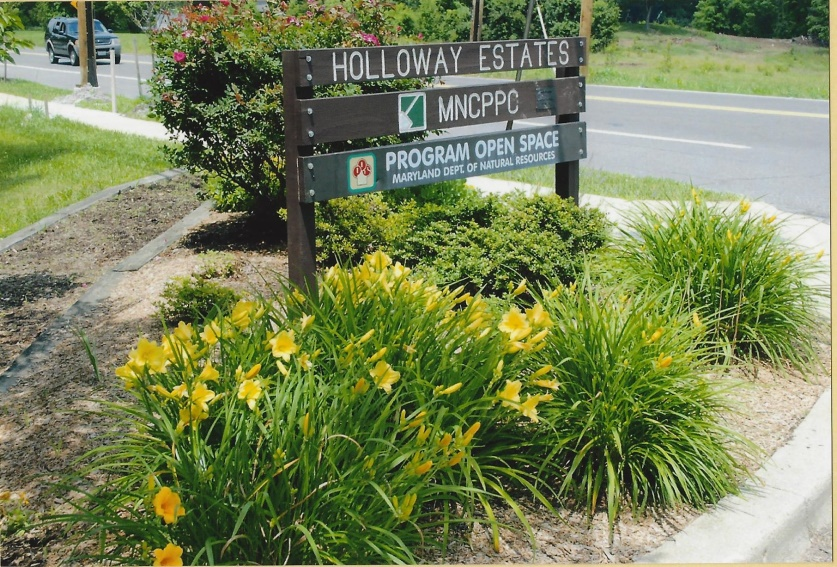 HOLLOWAY ESTATES
MNCPPC
PROGRAM OPEN SPACE
MARYLAND DEPT. OF NATURAL RESOURCES